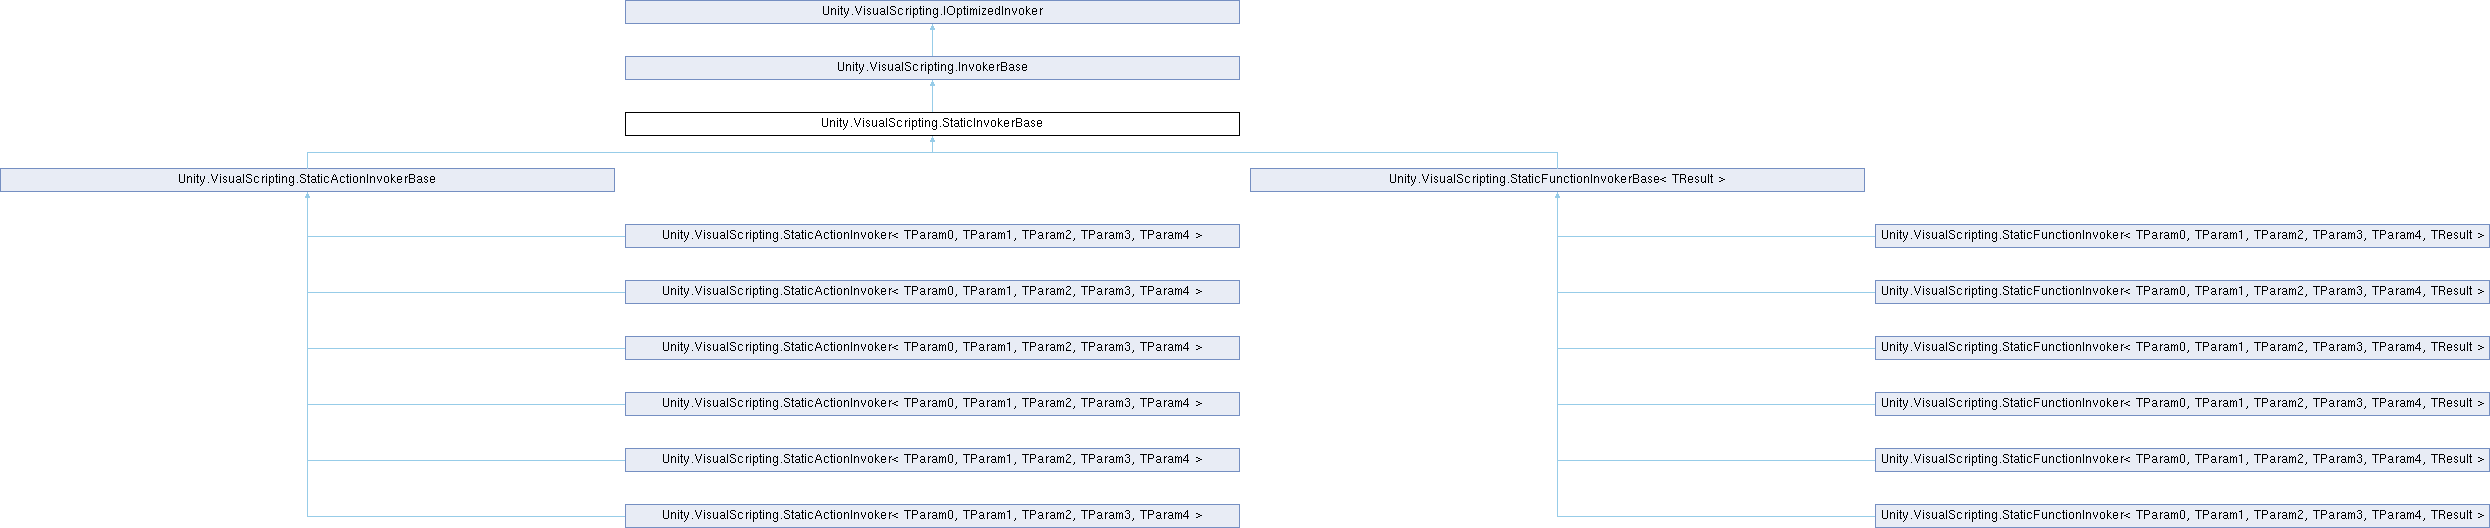 Unity.VisualScripting.IOptimizedInvoker
Unity.VisualScripting.InvokerBase
Unity.VisualScripting.StaticInvokerBase
Unity.VisualScripting.StaticActionInvokerBase
Unity.VisualScripting.StaticFunctionInvokerBase< TResult >
Unity.VisualScripting.StaticActionInvoker< TParam0, TParam1, TParam2, TParam3, TParam4 >
Unity.VisualScripting.StaticFunctionInvoker< TParam0, TParam1, TParam2, TParam3, TParam4, TResult >
Unity.VisualScripting.StaticActionInvoker< TParam0, TParam1, TParam2, TParam3, TParam4 >
Unity.VisualScripting.StaticFunctionInvoker< TParam0, TParam1, TParam2, TParam3, TParam4, TResult >
Unity.VisualScripting.StaticActionInvoker< TParam0, TParam1, TParam2, TParam3, TParam4 >
Unity.VisualScripting.StaticFunctionInvoker< TParam0, TParam1, TParam2, TParam3, TParam4, TResult >
Unity.VisualScripting.StaticActionInvoker< TParam0, TParam1, TParam2, TParam3, TParam4 >
Unity.VisualScripting.StaticFunctionInvoker< TParam0, TParam1, TParam2, TParam3, TParam4, TResult >
Unity.VisualScripting.StaticActionInvoker< TParam0, TParam1, TParam2, TParam3, TParam4 >
Unity.VisualScripting.StaticFunctionInvoker< TParam0, TParam1, TParam2, TParam3, TParam4, TResult >
Unity.VisualScripting.StaticActionInvoker< TParam0, TParam1, TParam2, TParam3, TParam4 >
Unity.VisualScripting.StaticFunctionInvoker< TParam0, TParam1, TParam2, TParam3, TParam4, TResult >